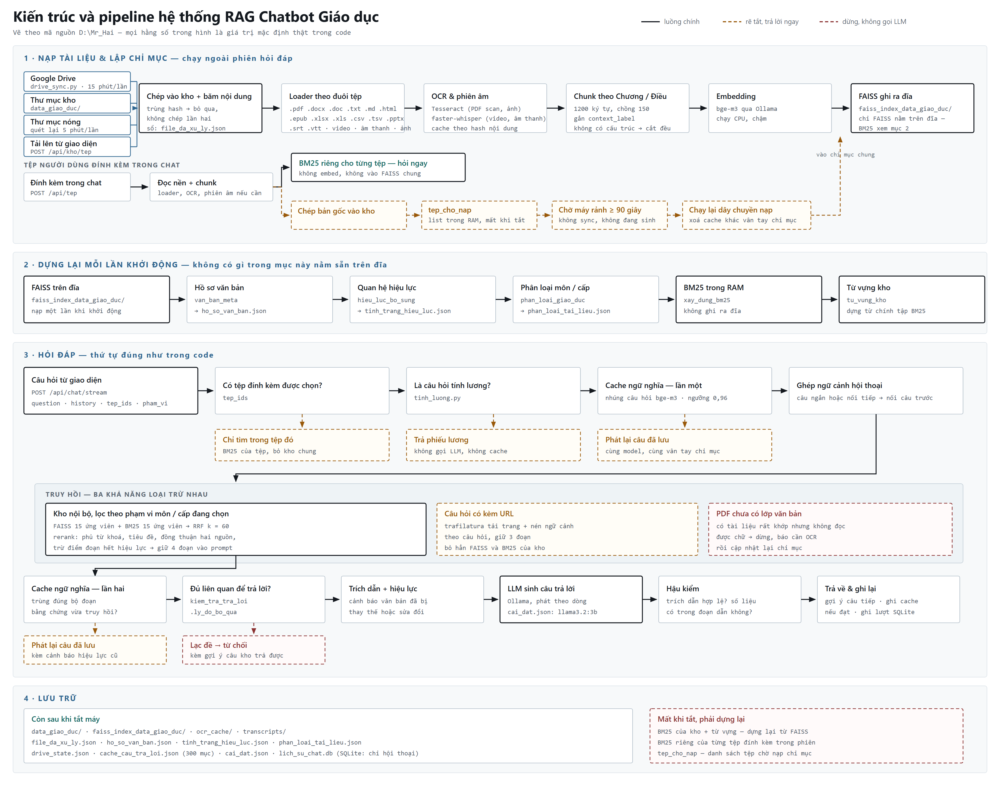 Kiến trúc và pipeline hệ thống RAG Chatbot Giáo dục
luồng chính
rẽ tắt, trả lời ngay
dừng, không gọi LLM
Vẽ theo mã nguồn D:\Mr_Hai — mọi hằng số trong hình là giá trị mặc định thật trong code
1 · NẠP TÀI LIỆU & LẬP CHỈ MỤC — chạy ngoài phiên hỏi đáp
Google Drive
drive_sync.py · 15 phút/lần
Thư mục kho
data_giao_duc/
Thư mục nóng
quét lại 5 phút/lần
Tải lên từ giao diện
POST /api/kho/tep
Chép vào kho + băm nội dung
trùng hash → bỏ qua,
không chép lần hai
sổ: file_da_xu_ly.json
Loader theo đuôi tệp
.pdf .docx .doc .txt .md .html
.epub .xlsx .xls .csv .tsv .pptx
.srt .vtt · video · âm thanh · ảnh
OCR & phiên âm
Tesseract (PDF scan, ảnh)
faster-whisper (video, âm thanh)
cache theo hash nội dung
Chunk theo Chương / Điều
1200 ký tự, chồng 150
gắn context_label
không có cấu trúc → cắt đều
Embedding
bge-m3 qua Ollama
chạy CPU, chậm
FAISS ghi ra đĩa
faiss_index_data_giao_duc/
chỉ FAISS nằm trên đĩa —
BM25 xem mục 2
vào chỉ mục chung
TỆP NGƯỜI DÙNG ĐÍNH KÈM TRONG CHAT
Đính kèm trong chat
POST /api/tep
Đọc nền + chunk
loader, OCR, phiên âm nếu cần
BM25 riêng cho từng tệp — hỏi ngay
không embed, không vào FAISS chung
Chép bản gốc vào kho
tep_cho_nap
list trong RAM, mất khi tắt
Chờ máy rảnh ≥ 90 giây
không sync, không đang sinh
Chạy lại dây chuyền nạp
xoá cache khác vân tay chỉ mục
2 · DỰNG LẠI MỖI LẦN KHỞI ĐỘNG — không có gì trong mục này nằm sẵn trên đĩa
FAISS trên đĩa
faiss_index_data_giao_duc/
nạp một lần khi khởi động
Hồ sơ văn bản
van_ban_meta
→ ho_so_van_ban.json
Quan hệ hiệu lực
hieu_luc_bo_sung
→ tinh_trang_hieu_luc.json
Phân loại môn / cấp
phan_loai_giao_duc
→ phan_loai_tai_lieu.json
BM25 trong RAM
xay_dung_bm25
không ghi ra đĩa
Từ vựng kho
tu_vung_kho
dựng từ chính tập BM25
3 · HỎI ĐÁP — thứ tự đúng như trong code
Câu hỏi từ giao diện
POST /api/chat/stream
question · history · tep_ids · pham_vi
Có tệp đính kèm được chọn?
tep_ids
Là câu hỏi tính lương?
tinh_luong.py
Cache ngữ nghĩa — lần một
nhúng câu hỏi bge-m3 · ngưỡng 0,96
Ghép ngữ cảnh hội thoại
câu ngắn hoặc nối tiếp → nối câu trước
Chỉ tìm trong tệp đó
BM25 của tệp, bỏ kho chung
Trả phiếu lương
không gọi LLM, không cache
Phát lại câu đã lưu
cùng model, cùng vân tay chỉ mục
TRUY HỒI — BA KHẢ NĂNG LOẠI TRỪ NHAU
Kho nội bộ, lọc theo phạm vi môn / cấp đang chọn
FAISS 15 ứng viên + BM25 15 ứng viên → RRF k = 60
rerank: phủ từ khoá, tiêu đề, đồng thuận hai nguồn,
trừ điểm đoạn hết hiệu lực → giữ 4 đoạn vào prompt
Câu hỏi có kèm URL
trafilatura tải trang + nén ngữ cảnh
theo câu hỏi, giữ 3 đoạn
bỏ hẳn FAISS và BM25 của kho
PDF chưa có lớp văn bản
có tài liệu rất khớp nhưng không đọc
được chữ → dừng, báo cần OCR
rồi cập nhật lại chỉ mục
Cache ngữ nghĩa — lần hai
trùng đúng bộ đoạn
bằng chứng vừa truy hồi?
Đủ liên quan để trả lời?
kiem_tra_tra_loi
.ly_do_bo_qua
Trích dẫn + hiệu lực
cảnh báo văn bản đã bị
thay thế hoặc sửa đổi
LLM sinh câu trả lời
Ollama, phát theo dòng
cai_dat.json: llama3.2:3b
Hậu kiểm
trích dẫn hợp lệ? số liệu
có trong đoạn dẫn không?
Trả về & ghi lại
gợi ý câu tiếp · ghi cache
nếu đạt · ghi lượt SQLite
Phát lại câu đã lưu
kèm cảnh báo hiệu lực cũ
Lạc đề → từ chối
kèm gợi ý câu kho trả được
4 · LƯU TRỮ
Còn sau khi tắt máy
data_giao_duc/ · faiss_index_data_giao_duc/ · ocr_cache/ · transcripts/
file_da_xu_ly.json · ho_so_van_ban.json · tinh_trang_hieu_luc.json · phan_loai_tai_lieu.json
drive_state.json · cache_cau_tra_loi.json (300 mục) · cai_dat.json · lich_su_chat.db (SQLite: chỉ hội thoại)
Mất khi tắt, phải dựng lại
BM25 của kho + từ vựng — dựng lại từ FAISS
BM25 riêng của từng tệp đính kèm trong phiên
tep_cho_nap — danh sách tệp chờ nạp chỉ mục